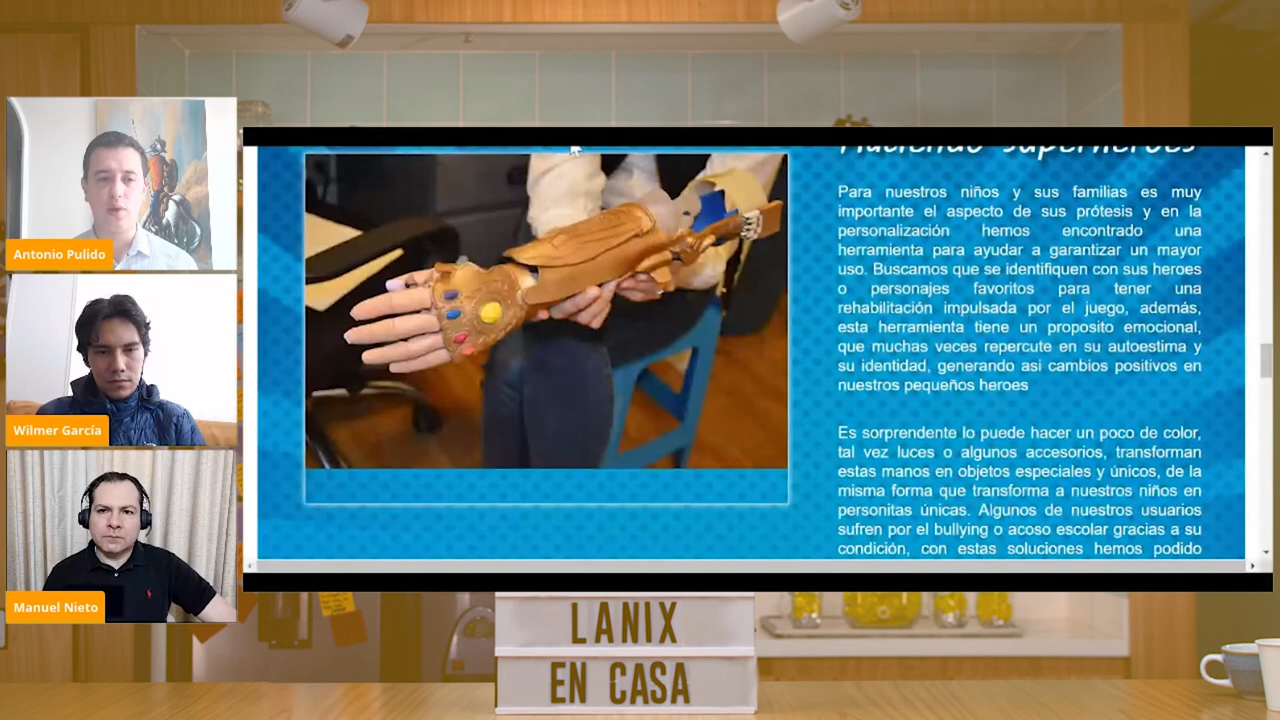 Antonio Pulido
Wilmer García
Manuel Nieto
Haciendo superhéroes
Para nuestros niños y sus familias es muy
importante el aspecto de sus prótesis y en la
personalización hemos encontrado una
herramienta para ayudar a garantizar un mayor
uso. Buscamos que se identifiquen con sus heroes
o personajes favoritos para tener una
rehabilitación impulsada por el juego, además,
esta herramienta tiene un proposito emocional,
que muchas veces repercute en su autoestima y
su identidad, generando asi cambios positivos en
nuestros pequeños heroes
Es sorprendente lo puede hacer un poco de color,
tal vez luces o algunos accesorios, transforman
estas manos en objetos especiales y únicos, de la
misma forma que transforma a nuestros niños en
personitas únicas. Algunos de nuestros usuarios
sufren por el bullying o acoso escolar gracias a su
condición, con estas soluciones hemos podido
LANIX
EN CASA